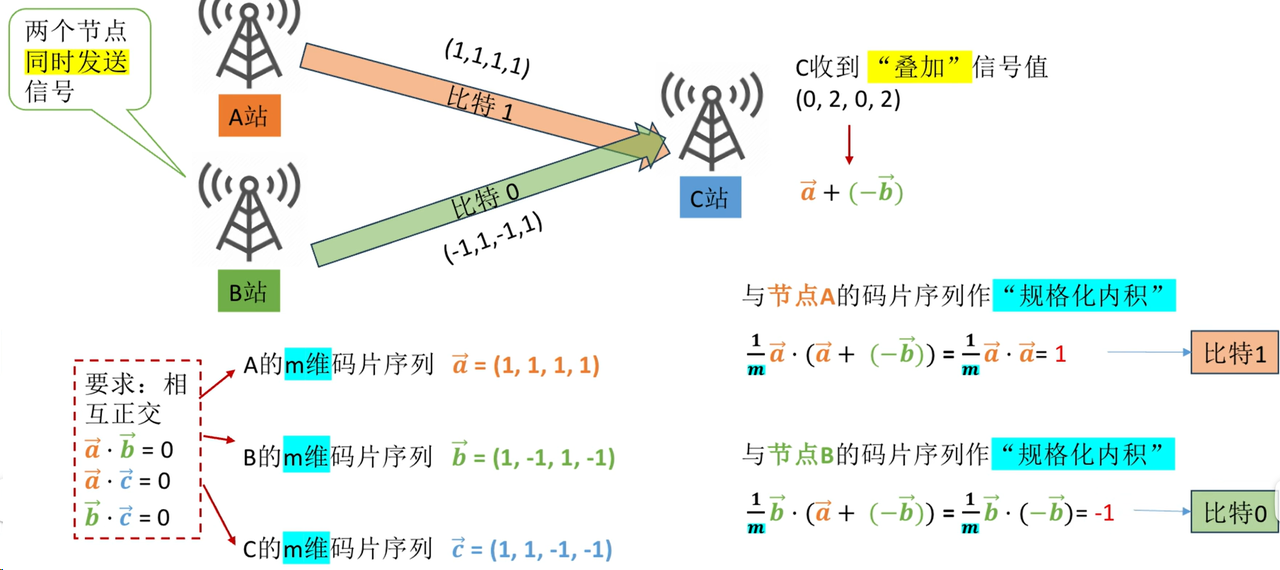 两个节点
同时发送
信号
A站
B站
(1,1,1,1)
比特 1
比特 0
(-1,1,-1,1)
C站
C收到“叠加”信号值
(0, 2, 0, 2)
$\vec{a} + (-\vec{b})$
要求：相
互正交
$\vec{a} \cdot \vec{b} = 0$
$\vec{a} \cdot \vec{c} = 0$
$\vec{b} \cdot \vec{c} = 0$
A的m维码片序列 $\vec{a}$ = (1, 1, 1, 1)
B的m维码片序列 $\vec{b}$ = (1, -1, 1, -1)
C的m维码片序列 $\vec{c}$ = (1, 1, -1, -1)
与节点A的码片序列作“规格化内积”
$\frac{1}{m}\vec{a} \cdot (\vec{a} + (-\vec{b})) = \frac{1}{m}\vec{a} \cdot \vec{a} = 1$
比特1
与节点B的码片序列作“规格化内积”
$\frac{1}{m}\vec{b} \cdot (\vec{a} + (-\vec{b})) = \frac{1}{m}\vec{b} \cdot (-\vec{b}) = -1$
比特0